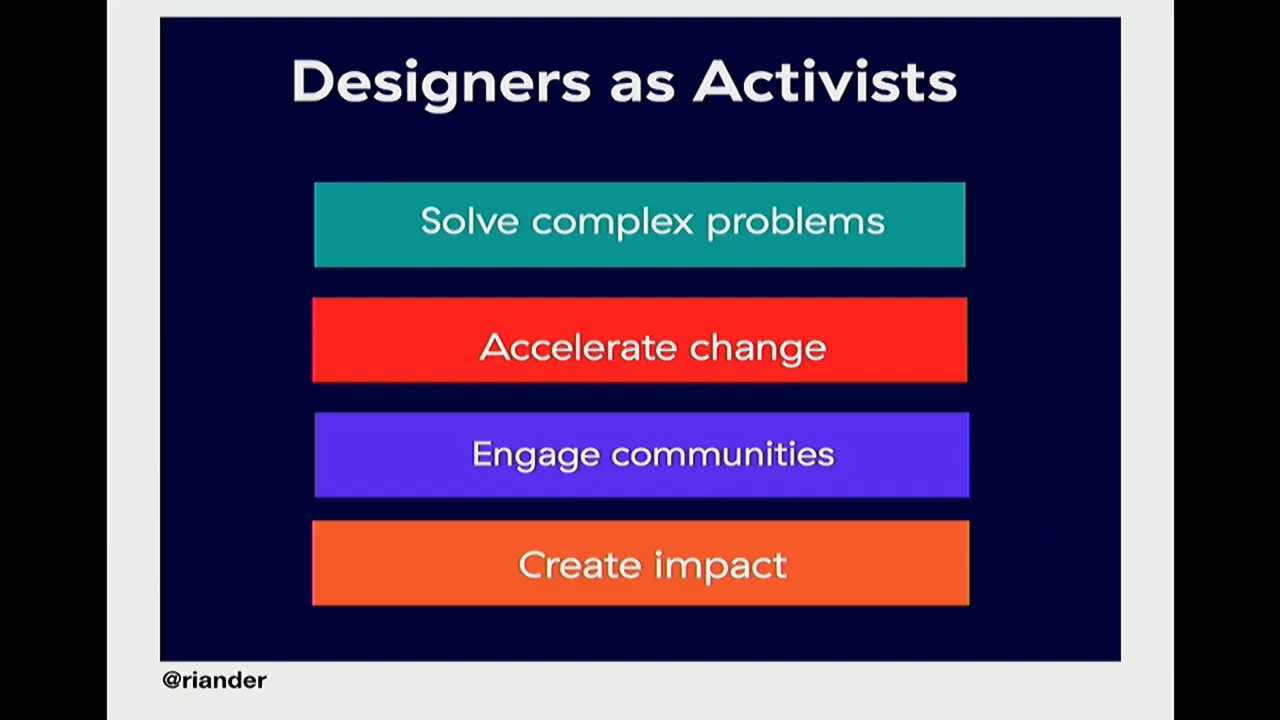 Designers as Activists
Solve complex problems
Accelerate change
Engage communities
Create impact
@riander